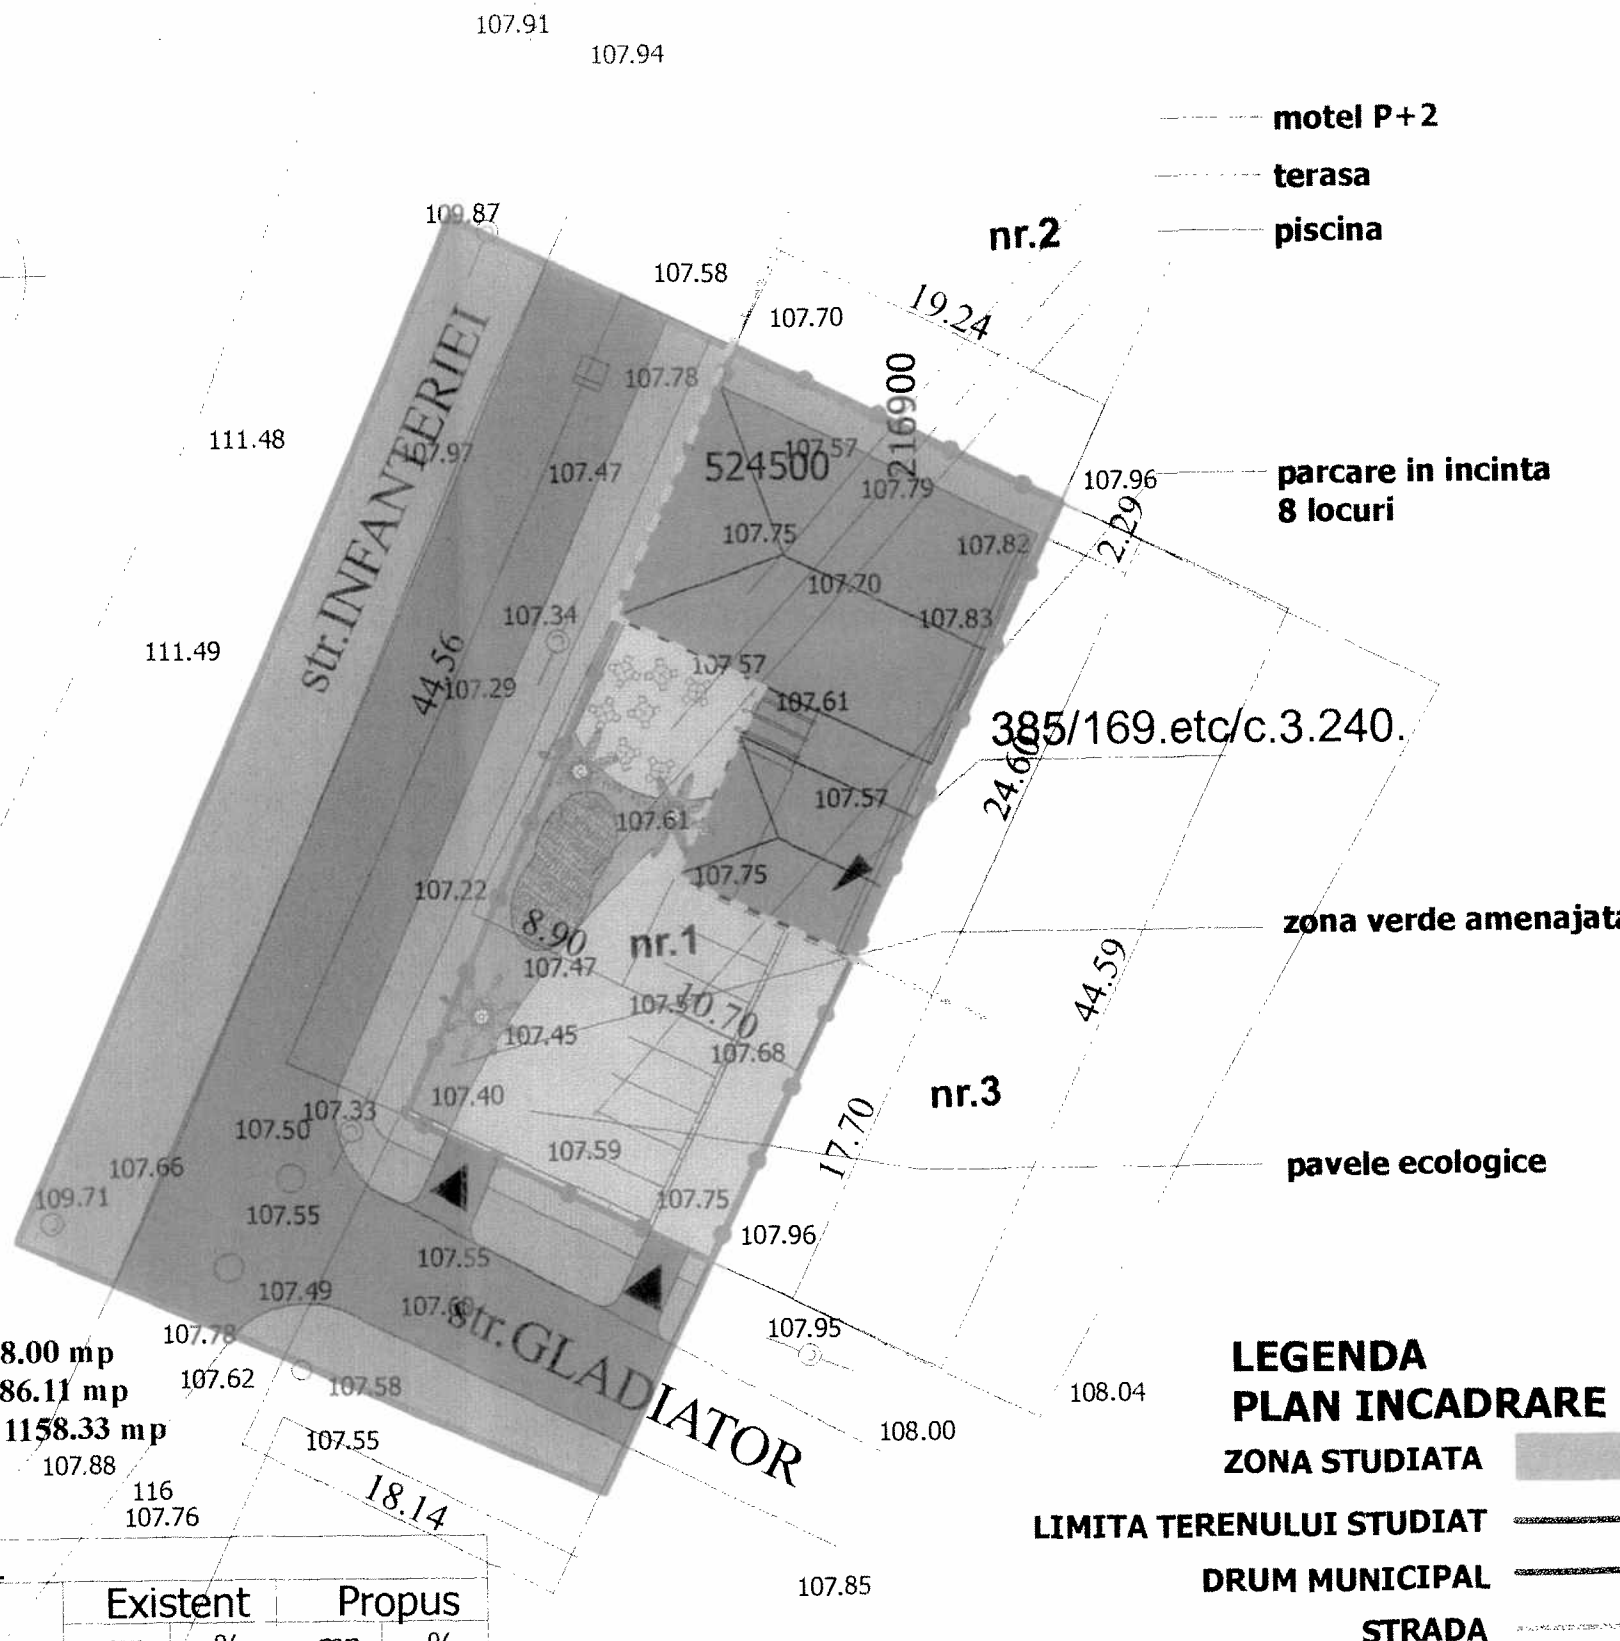 107.91
107.94
motel P+2
terasa
piscina
109.87
nr.2
107.58
107.70
19.24
107.78
216900
111.48
107.97
107.47
524500
107.57
107.79
107.96
parcare in incinta
8 locuri
str.INFANTERIEI
107.75
107.82
2.29
107.70
107.34
107.83
111.49
44.56
107.29
107.57
107.61
385/169.etc/c.3.240.
24.60
107.57
107.61
107.22
107.75
8.90
nr.1
zona verde amenajata
107.47
44.59
107.57
10.70
107.45
107.68
107.40
nr.3
107.33
107.50
107.59
17.70
107.66
pavele ecologice
109.71
107.55
107.75
107.96
107.55
107.49
str.GLADIATOR
107.78
107.95
8.00 mp
86.11 mp
107.62
107.58
108.04
1158.33 mp
107.55
108.00
107.88
116
107.76
18.14
107.85
LEGENDA
PLAN INCADRARE
ZONA STUDIATA
LIMITA TERENULUI STUDIAT
DRUM MUNICIPAL
STRADA
Existent Propus